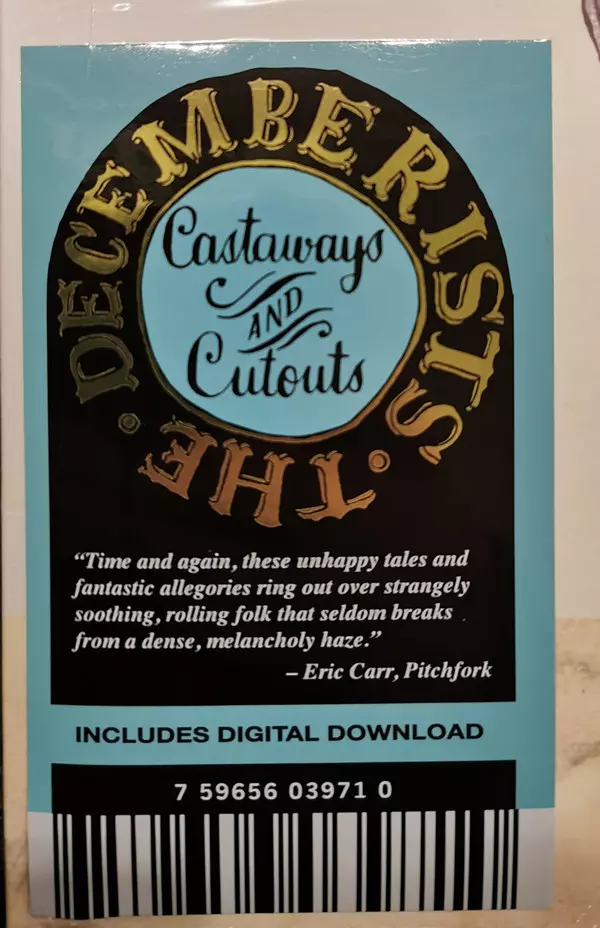 THE · DECEMBERISTS ·
Castaways
AND
Cutouts
“Time and again, these unhappy tales and
fantastic allegories ring out over strangely
soothing, rolling folk that seldom breaks
from a dense, melancholy haze.”
– Eric Carr, Pitchfork
INCLUDES DIGITAL DOWNLOAD
7 59656 03971 0